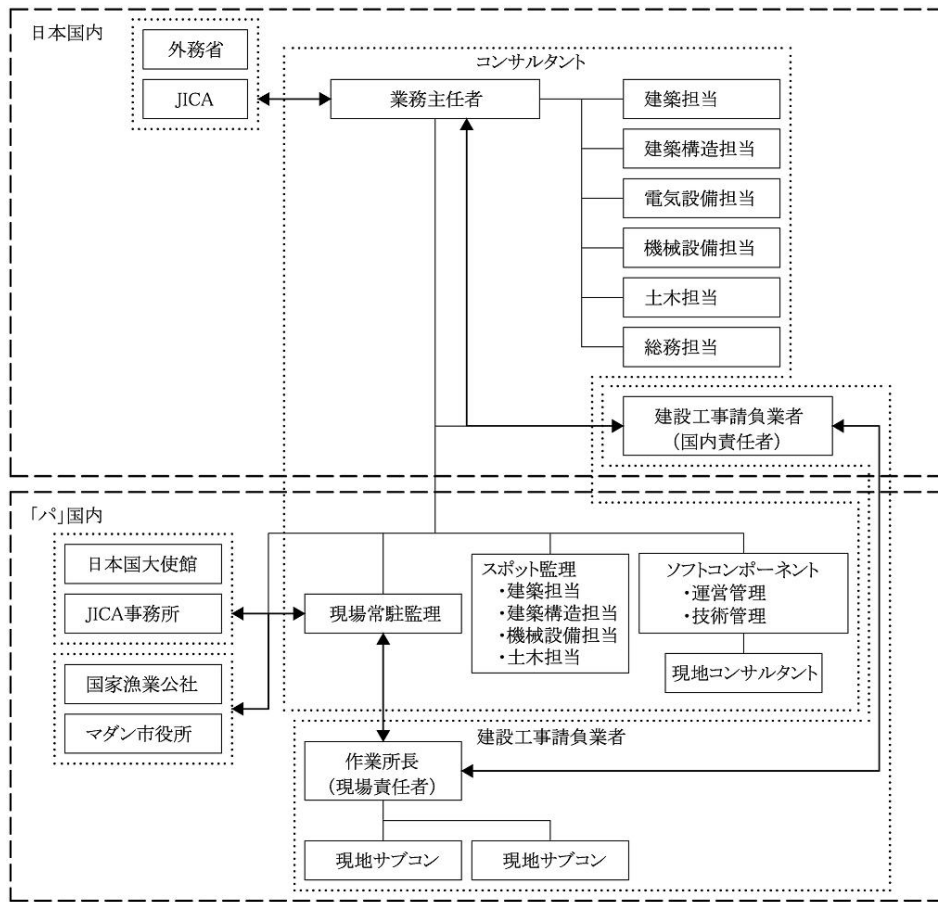 日本国内
外務省
JICA
コンサルタント
業務主任者
建築担当
建築構造担当
電気設備担当
機械設備担当
土木担当
総務担当
建設工事請負業者
（国内責任者）
「パ」国内
日本国大使館
JICA事務所
国家漁業公社
マダン市役所
現場常駐監理
スポット監理
・建築担当
・建築構造担当
・機械設備担当
・土木担当
ソフトコンポーネント
・運営管理
・技術管理
現地コンサルタント
建設工事請負業者
作業所長
（現場責任者）
現地サブコン
現地サブコン